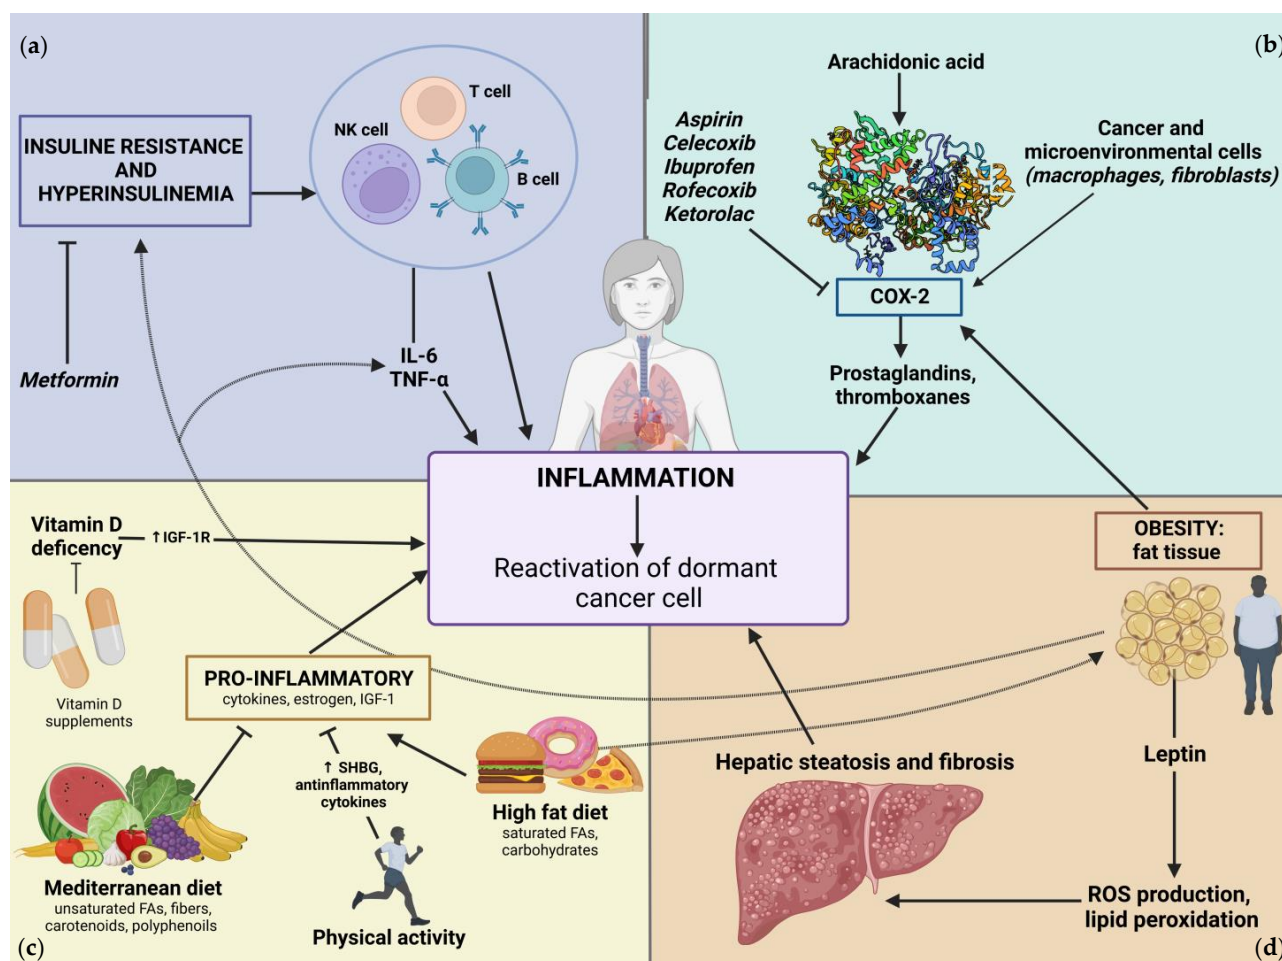 (a)
INSULINE RESISTANCE
AND
HYPERINSULINEMIA
T cell
NK cell
B cell
Metformin
IL-6
TNF-α
(b)
Arachidonic acid
Aspirin
Celecoxib
Ibuprofen
Rofecoxib
Ketorolac
Cancer and
microenvironmental cells
(macrophages, fibroblasts)
COX-2
Prostaglandins,
thromboxanes
INFLAMMATION
Reactivation of dormant
cancer cell
Vitamin D
deficency
↑IGF-1R
Vitamin D
supplements
PRO-INFLAMMATORY
cytokines, estrogen, IGF-1
↑ SHBG,
antinflammatory
cytokines
High fat diet
saturated FAs,
carbohydrates
Mediterranean diet
unsaturated FAs, fibers,
carotenoids, polyphenoils
Physical activity
(c)
OBESITY:
fat tissue
Leptin
Hepatic steatosis and fibrosis
ROS production,
lipid peroxidation
(d)